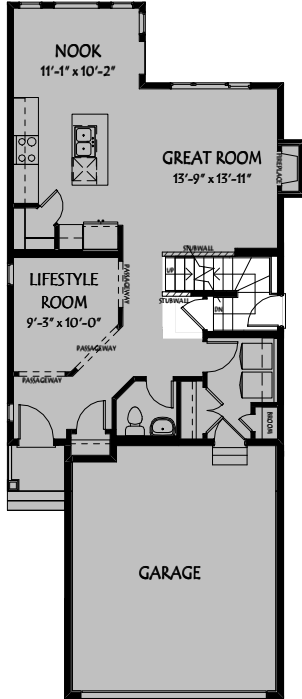 NOOK
11'-1" x 10'-2"
GREAT ROOM
13'-9" x 13'-11"
FIREPLACE
STUBWALL
UP
LIFESTYLE
ROOM
9'-3" x 10'-0"
PASSAGEWAY
STUBWALL
DN
PASSAGEWAY
PASSAGEWAY
BROOM
GARAGE